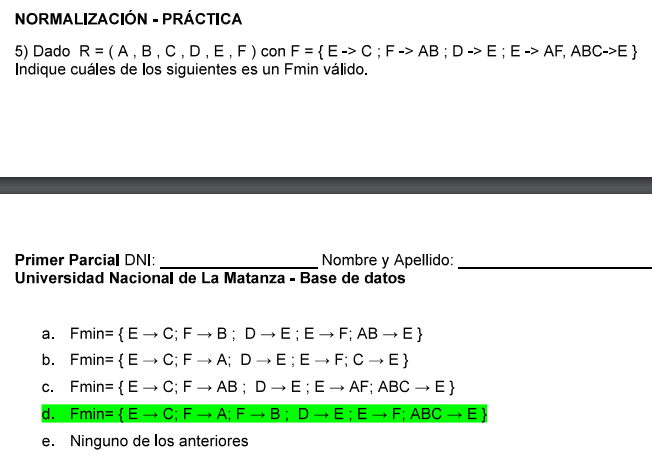 NORMALIZACIÓN - PRÁCTICA
5) Dado R = ( A , B , C , D , E , F ) con F = { E -> C ; F -> AB ; D -> E ; E -> AF, ABC->E }
Indique cuáles de los siguientes es un Fmin válido.
Primer Parcial DNI: ____________________ Nombre y Apellido: ____________________
Universidad Nacional de La Matanza - Base de datos
a. Fmin= { E → C; F → B ; D → E ; E → F; AB → E }
b. Fmin= { E → C; F → A; D → E ; E → F; C → E }
c. Fmin= { E → C; F → AB ; D → E ; E → AF; ABC → E }
d. Fmin= { E → C; F → A; F → B ; D → E ; E → F; ABC → E }
e. Ninguno de los anteriores